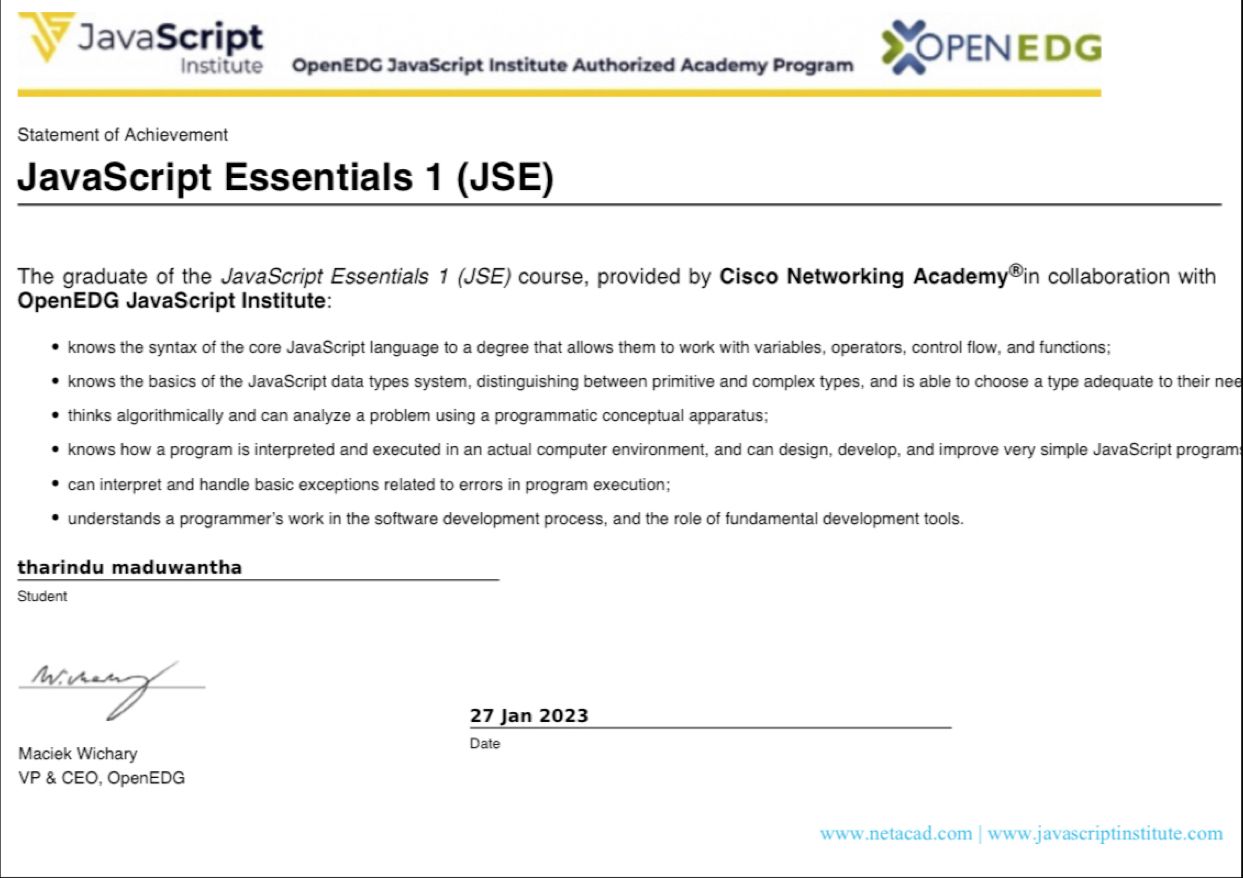 JavaScript
Institute
OpenEDG JavaScript Institute Authorized Academy Program
OPENEDG
Statement of Achievement
JavaScript Essentials 1 (JSE)
The graduate of the JavaScript Essentials 1 (JSE) course, provided by Cisco Networking Academy® in collaboration with
OpenEDG JavaScript Institute:
• knows the syntax of the core JavaScript language to a degree that allows them to work with variables, operators, control flow, and functions;
• knows the basics of the JavaScript data types system, distinguishing between primitive and complex types, and is able to choose a type adequate to their nee
• thinks algorithmically and can analyze a problem using a programmatic conceptual apparatus;
• knows how a program is interpreted and executed in an actual computer environment, and can design, develop, and improve very simple JavaScript programs
• can interpret and handle basic exceptions related to errors in program execution;
• understands a programmer's work in the software development process, and the role of fundamental development tools.
tharindu maduwantha
Student
W.chary
27 Jan 2023
Date
Maciek Wichary
VP & CEO, OpenEDG
www.netacad.com | www.javascriptinstitute.com